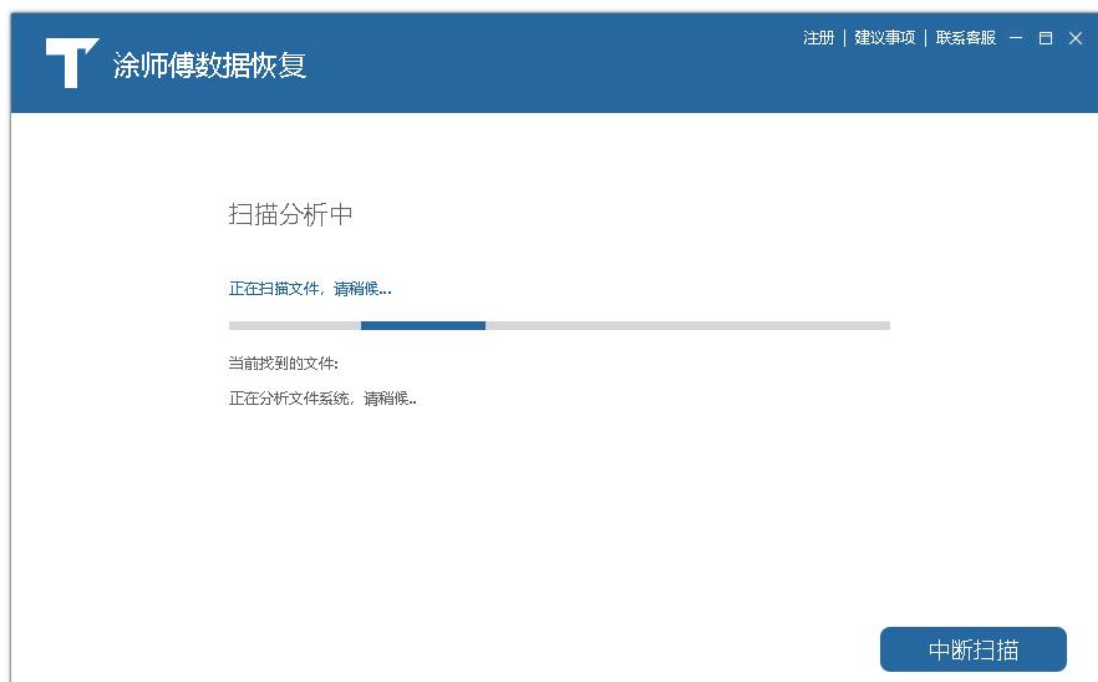 涂师傅数据恢复
注册 | 建议事项 | 联系客服
扫描分析中
正在扫描文件, 请稍候...
当前找到的文件:
正在分析文件系统, 请稍候..
中断扫描